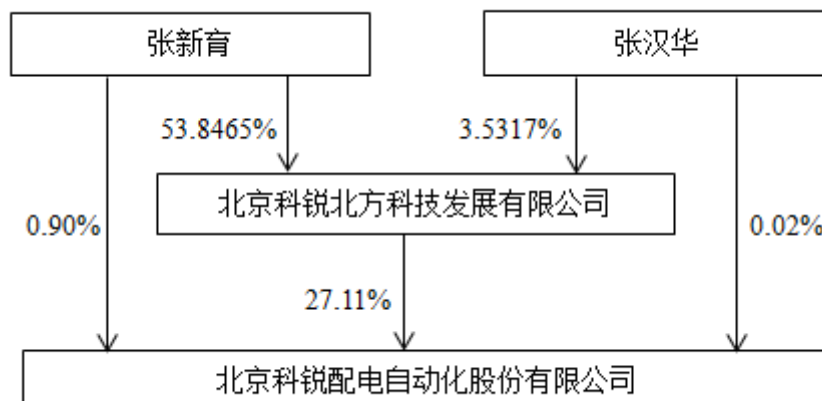 张新育
张汉华
53.8465%
3.5317%
北京科锐北方科技发展有限公司
0.90%
0.02%
27.11%
北京科锐配电自动化股份有限公司